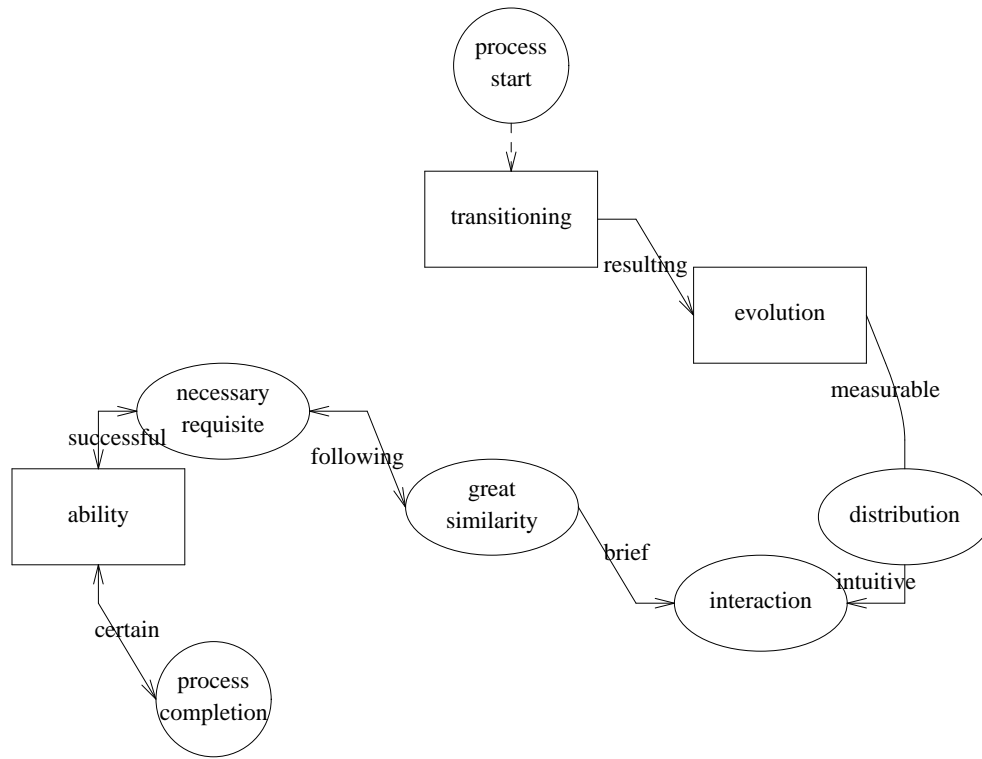 process
start
transitioning
resulting
evolution
measurable
necessary
requisite
successful
following
great
similarity
ability
distribution
brief
intuitive
interaction
certain
process
completion